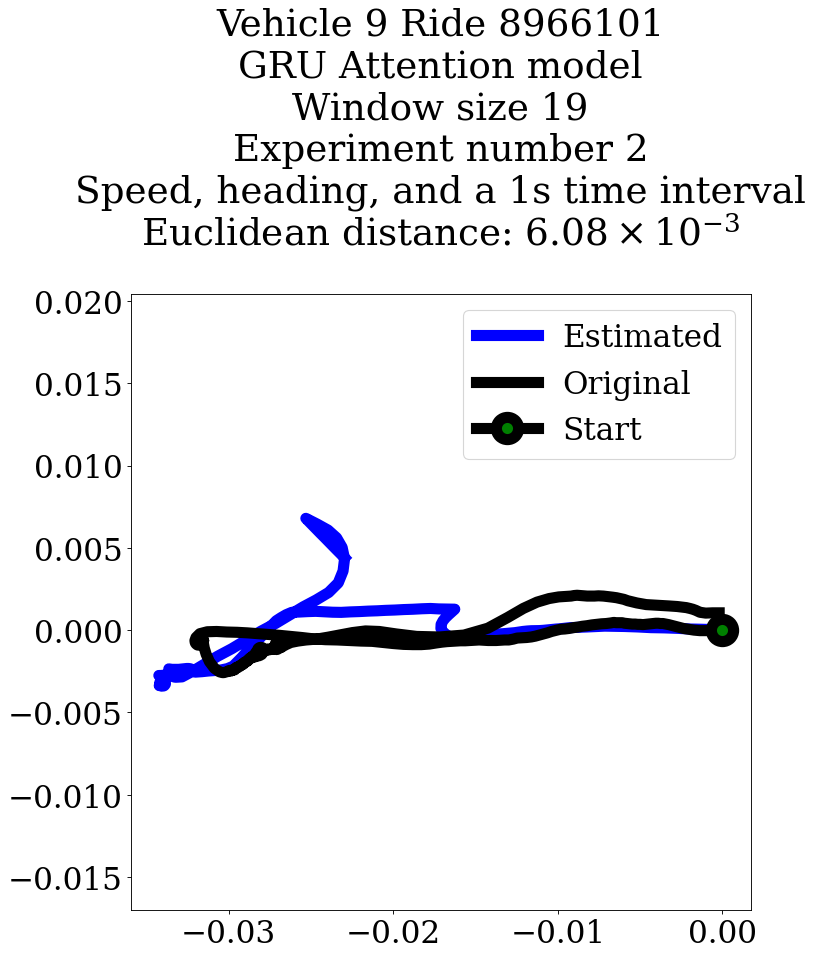 Vehicle 9 Ride 8966101
GRU Attention model
Window size 19
Experiment number 2
Speed, heading, and a 1s time interval
Euclidean distance: 6.08 × 10⁻³
Estimated
Original
Start
0.020
0.015
0.010
0.005
0.000
−0.005
−0.010
−0.015
−0.03
−0.02
−0.01
0.00